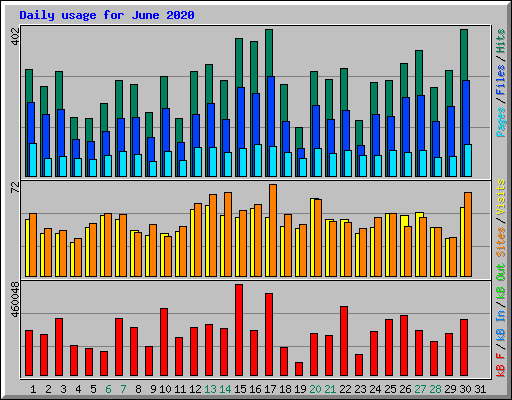 Daily usage for June 2020
402
Pages / Files / Hits
72
Sites / Visits
460048
kB F / kB In / kB Out
1 2 3 4 5 6 7 8 9 10 11 12 13 14 15 16 17 18 19 20 21 22 23 24 25 26 27 28 29 30 31